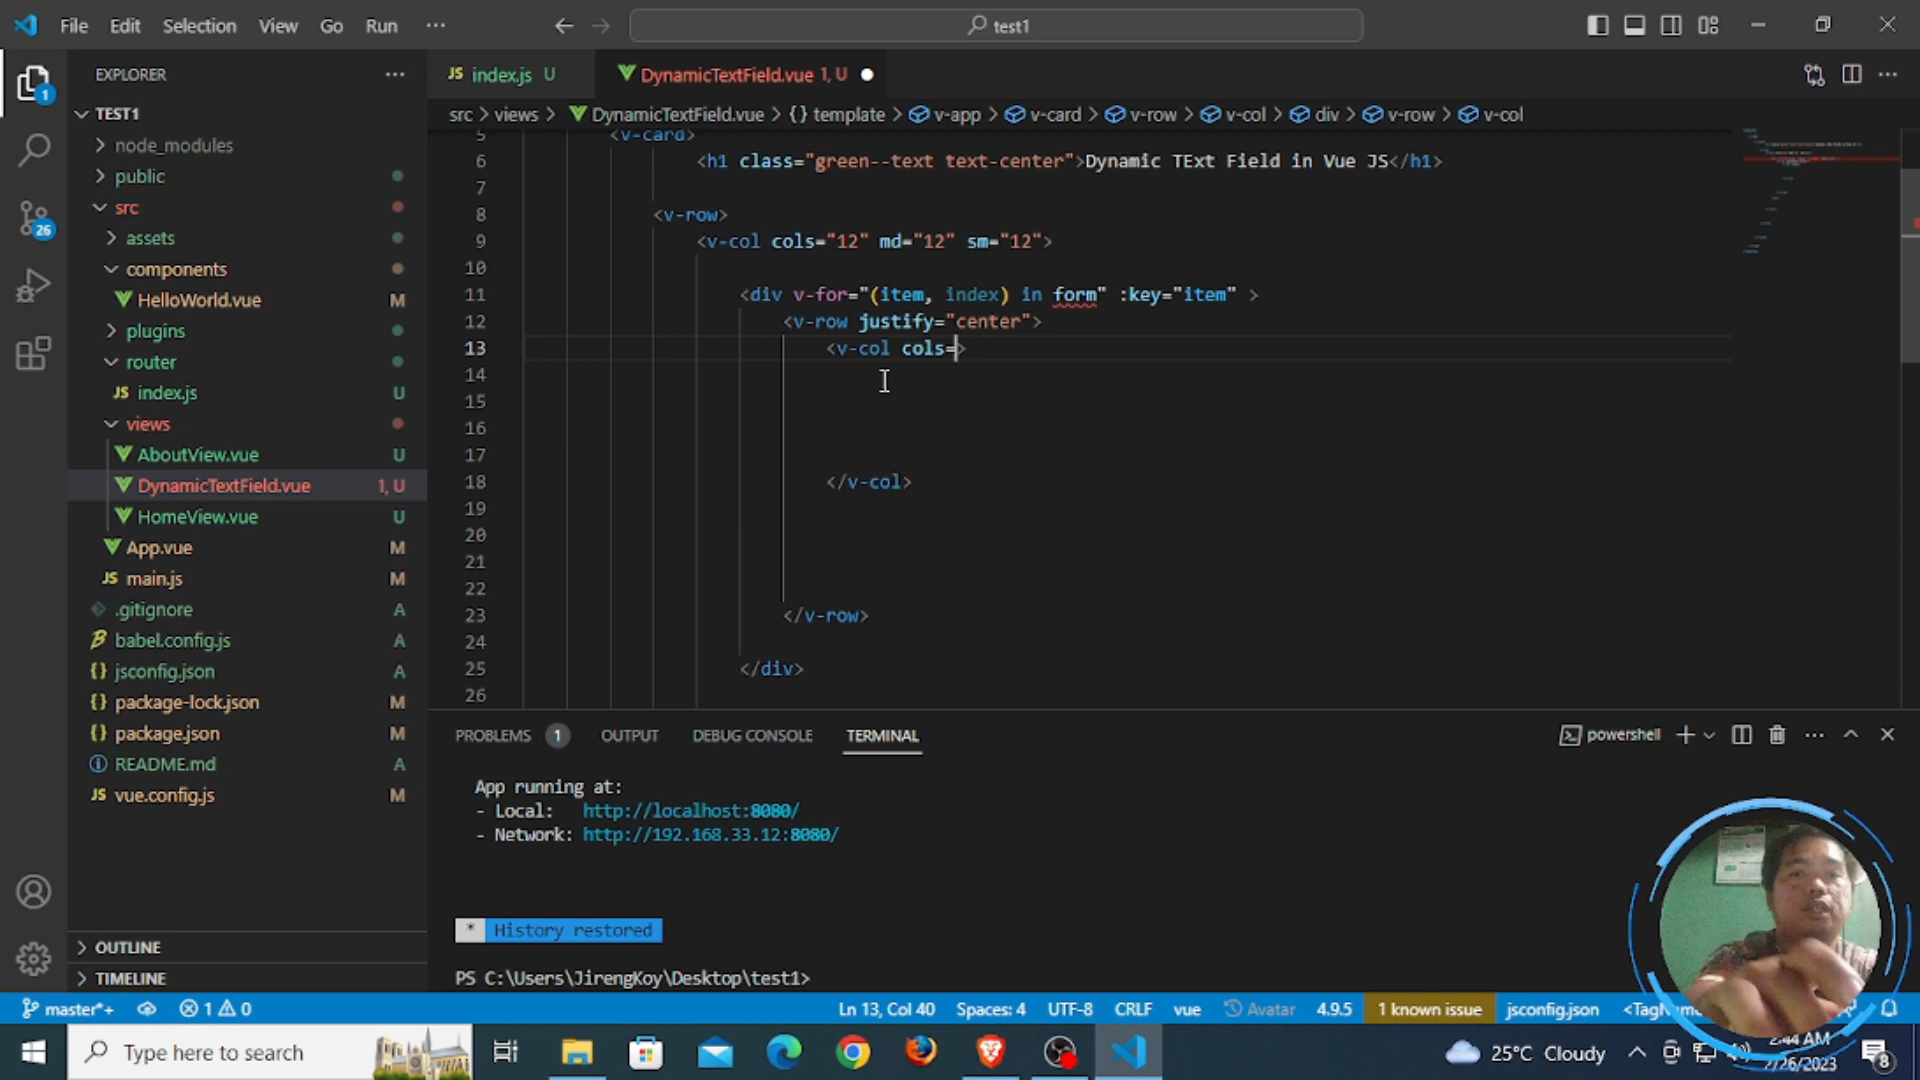 File Edit Selection View Go Run ··· test1
EXPLORER ···
JS index.js U
DynamicTextField.vue 1, U
TEST1
src > views > DynamicTextField.vue > {} template > v-app > v-card > v-row > v-col > div > v-row > v-col
node_modules
public
src
assets
components
HelloWorld.vue M
plugins
router
JS index.js U
views
AboutView.vue U
DynamicTextField.vue 1, U
HomeView.vue U
App.vue M
JS main.js M
.gitignore A
babel.config.js A
{} jsconfig.json A
{} package-lock.json M
{} package.json M
README.md A
JS vue.config.js M
OUTLINE
TIMELINE
1
26
5 <v-card>
6 <h1 class="green--text text-center">Dynamic TExt Field in Vue JS</h1>
7
8 <v-row>
9 <v-col cols="12" md="12" sm="12">
10
11 <div v-for="(item, index) in form" :key="item" >
12 <v-row justify="center">
13 <v-col cols=>
14
15
16
17
18 </v-col>
19
20
21
22
23 </v-row>
24
25 </div>
26
PROBLEMS 1 OUTPUT DEBUG CONSOLE TERMINAL powershell
App running at:
- Local: http://localhost:8080/
- Network: http://192.168.33.12:8080/
* History restored
PS C:\Users\JirengKoy\Desktop\test1>
master*+ 1 0 Ln 13, Col 40 Spaces: 4 UTF-8 CRLF vue Avatar 4.9.5 1 known issue jsconfig.json
Type here to search 25°C Cloudy
8